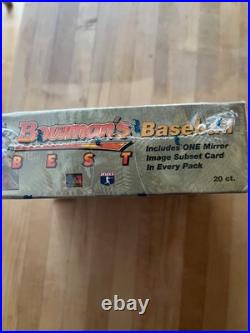 Bowman's Baseball
BEST
Includes ONE Mirror
Image Subset Card
In Every Pack
20 ct.